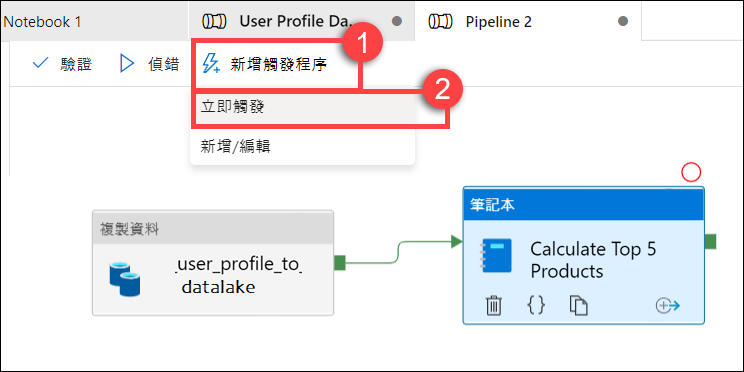 Notebook 1
User Profile Da...
Pipeline 2
驗證
偵錯
新增觸發程序
1
立即觸發
2
新增/編輯
複製資料
_user_profile_to_
datalake
筆記本
Calculate Top 5
Products
{}